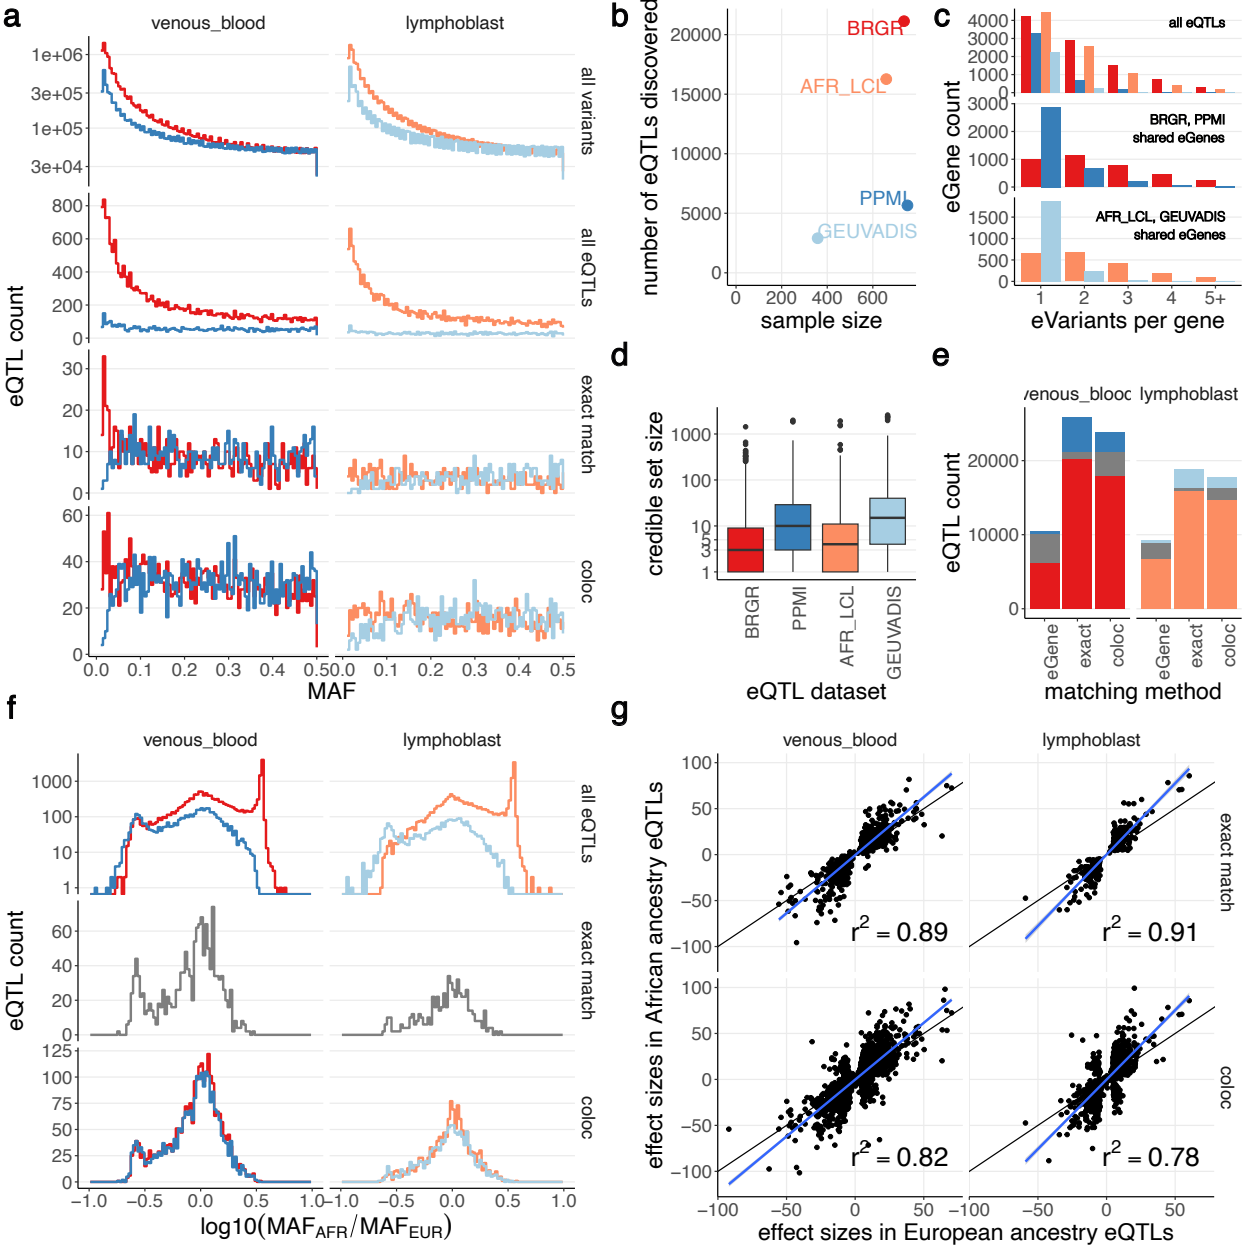 a
venous_blood
lymphoblast
1e+06
3e+05
1e+05
3e+04
all variants
800
600
400
200
0
all eQTLs
30
20
10
0
exact match
60
40
20
0
coloc
eQTL count
0.0 0.1 0.2 0.3 0.4 0.5 0.0 0.1 0.2 0.3 0.4 0.5
MAF
b
number of eQTLs discovered
20000
15000
10000
5000
0
BRGR
AFR_LCL
PPMI
GEUVADIS
0 200 400 600
sample size
c
eGene count
4000
3000
2000
1000
0
all eQTLs
3000
2000
1000
0
BRGR, PPMI
shared eGenes
1500
1000
500
0
AFR_LCL, GEUVADIS
shared eGenes
1 2 3 4 5+
eVariants per gene
d
credible set size
1000
100
10
5
3
1
BRGR
PPMI
AFR_LCL
GEUVADIS
eQTL dataset
e
venous_blood
lymphoblast
eQTL count
20000
10000
0
eGene
exact
coloc
eGene
exact
coloc
matching method
f
venous_blood
lymphoblast
1000
100
10
1
all eQTLs
60
40
20
0
exact match
125
100
75
50
25
0
coloc
eQTL count
−1.0 −0.5 0.0 0.5 1.0 −1.0 −0.5 0.0 0.5 1.0
log10(MAF_AFR/MAF_EUR)
g
venous_blood
lymphoblast
effect sizes in African ancestry eQTLs
100
50
0
−50
−100
r² = 0.89
r² = 0.91
exact match
100
50
0
−50
−100
r² = 0.82
r² = 0.78
coloc
−100 −50 0 50 −100 −50 0 50
effect sizes in European ancestry eQTLs